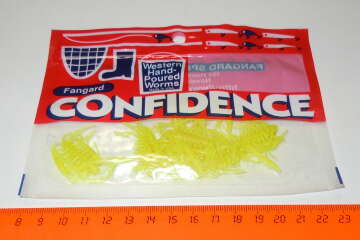 Western
Hand-
Poured
Worms
FANGARD
Fangard
CONFIDENCE
8 9 10 11 12 13 14 15 16 17 18 19 20 21 22 23